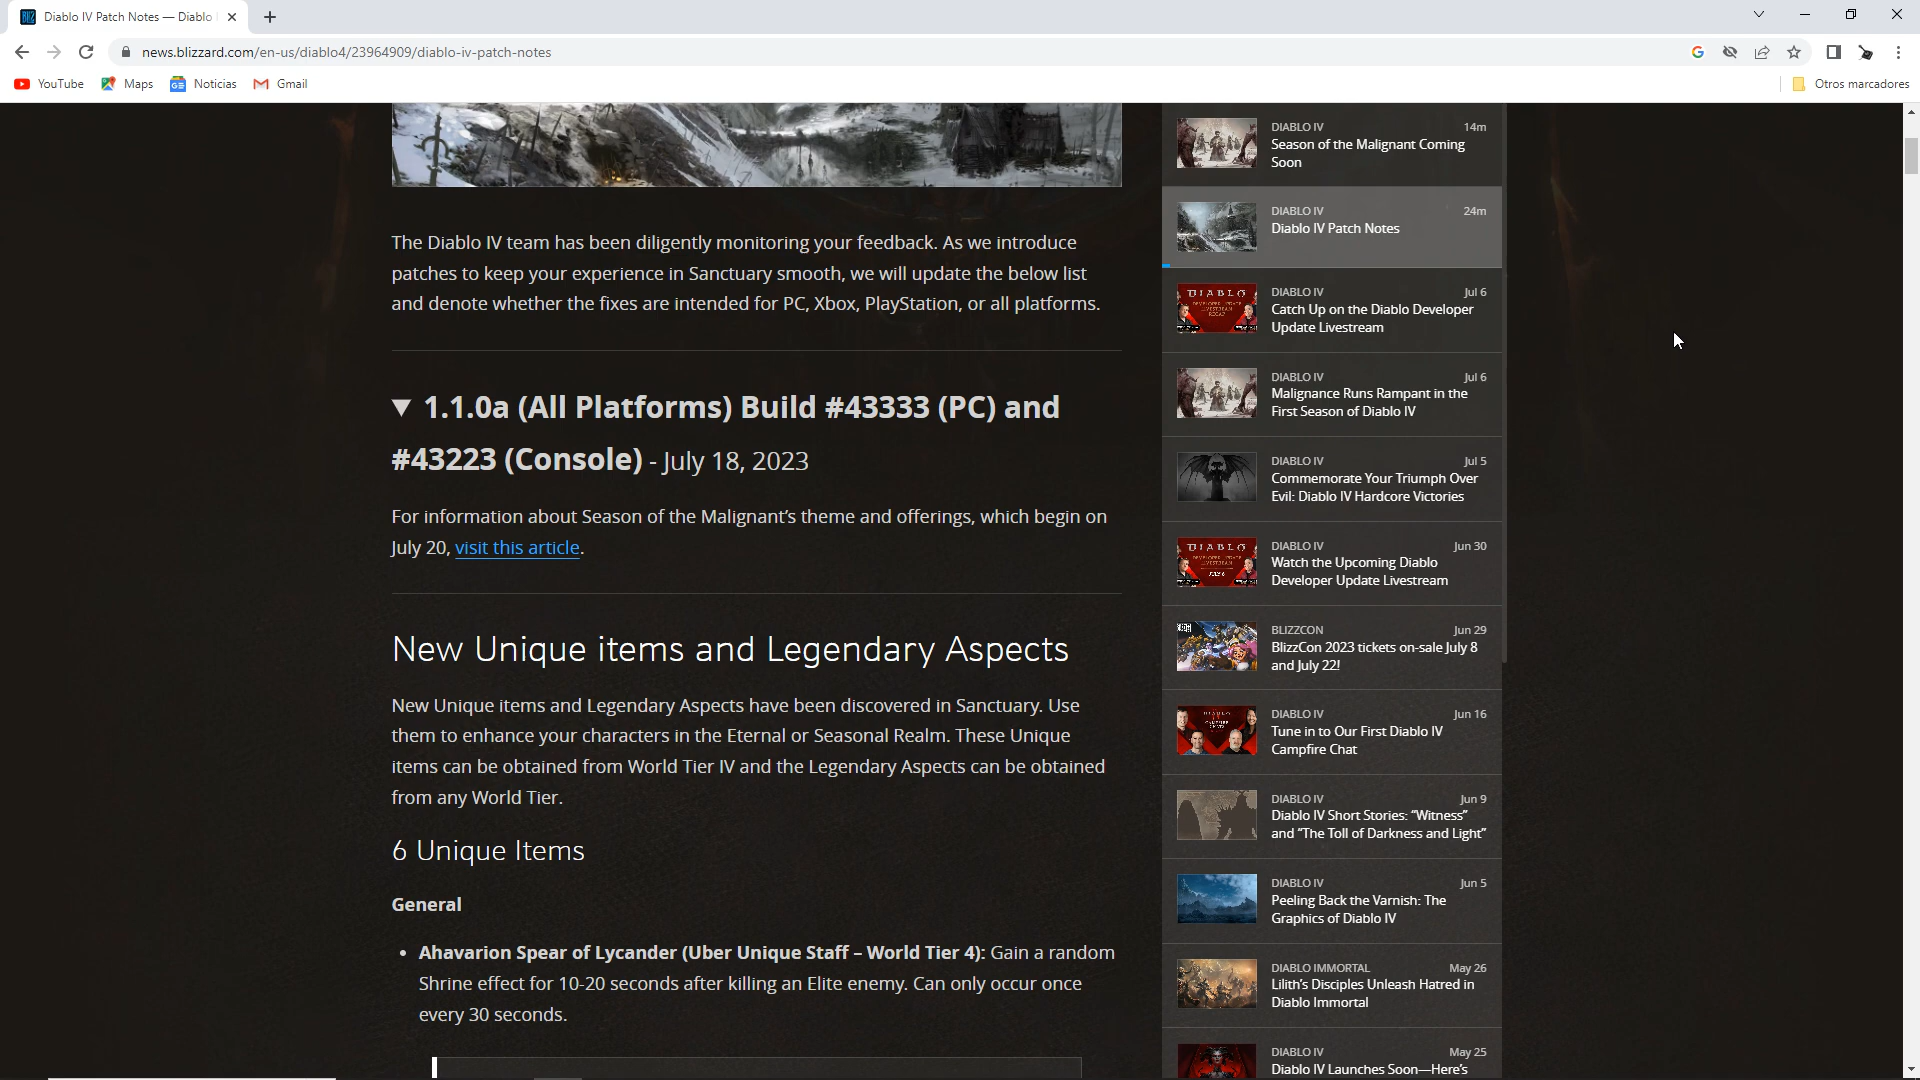 Diablo IV Patch Notes — Diablo
news.blizzard.com/en-us/diablo4/23964909/diablo-iv-patch-notes
YouTube Maps Noticias Gmail Otros marcadores
The Diablo IV team has been diligently monitoring your feedback. As we introduce
patches to keep your experience in Sanctuary smooth, we will update the below list
and denote whether the fixes are intended for PC, Xbox, PlayStation, or all platforms.
▼ 1.1.0a (All Platforms) Build #43333 (PC) and
#43223 (Console) - July 18, 2023
For information about Season of the Malignant’s theme and offerings, which begin on
July 20, visit this article.
New Unique items and Legendary Aspects
New Unique items and Legendary Aspects have been discovered in Sanctuary. Use
them to enhance your characters in the Eternal or Seasonal Realm. These Unique
items can be obtained from World Tier IV and the Legendary Aspects can be obtained
from any World Tier.
6 Unique Items
General
• Ahavarion Spear of Lycander (Uber Unique Staff – World Tier 4): Gain a random
Shrine effect for 10-20 seconds after killing an Elite enemy. Can only occur once
every 30 seconds.
DIABLO IV 14m
Season of the Malignant Coming
Soon
DIABLO IV 24m
Diablo IV Patch Notes
DIABLO IV Jul 6
Catch Up on the Diablo Developer
Update Livestream
DIABLO IV Jul 6
Malignance Runs Rampant in the
First Season of Diablo IV
DIABLO IV Jul 5
Commemorate Your Triumph Over
Evil: Diablo IV Hardcore Victories
DIABLO IV Jun 30
Watch the Upcoming Diablo
Developer Update Livestream
BLIZZCON Jun 29
BlizzCon 2023 tickets on-sale July 8
and July 22!
DIABLO IV Jun 16
Tune in to Our First Diablo IV
Campfire Chat
DIABLO IV Jun 9
Diablo IV Short Stories: “Witness”
and “The Toll of Darkness and Light”
DIABLO IV Jun 5
Peeling Back the Varnish: The
Graphics of Diablo IV
DIABLO IMMORTAL May 26
Lilith’s Disciples Unleash Hatred in
Diablo Immortal
DIABLO IV May 25
Diablo IV Launches Soon—Here’s